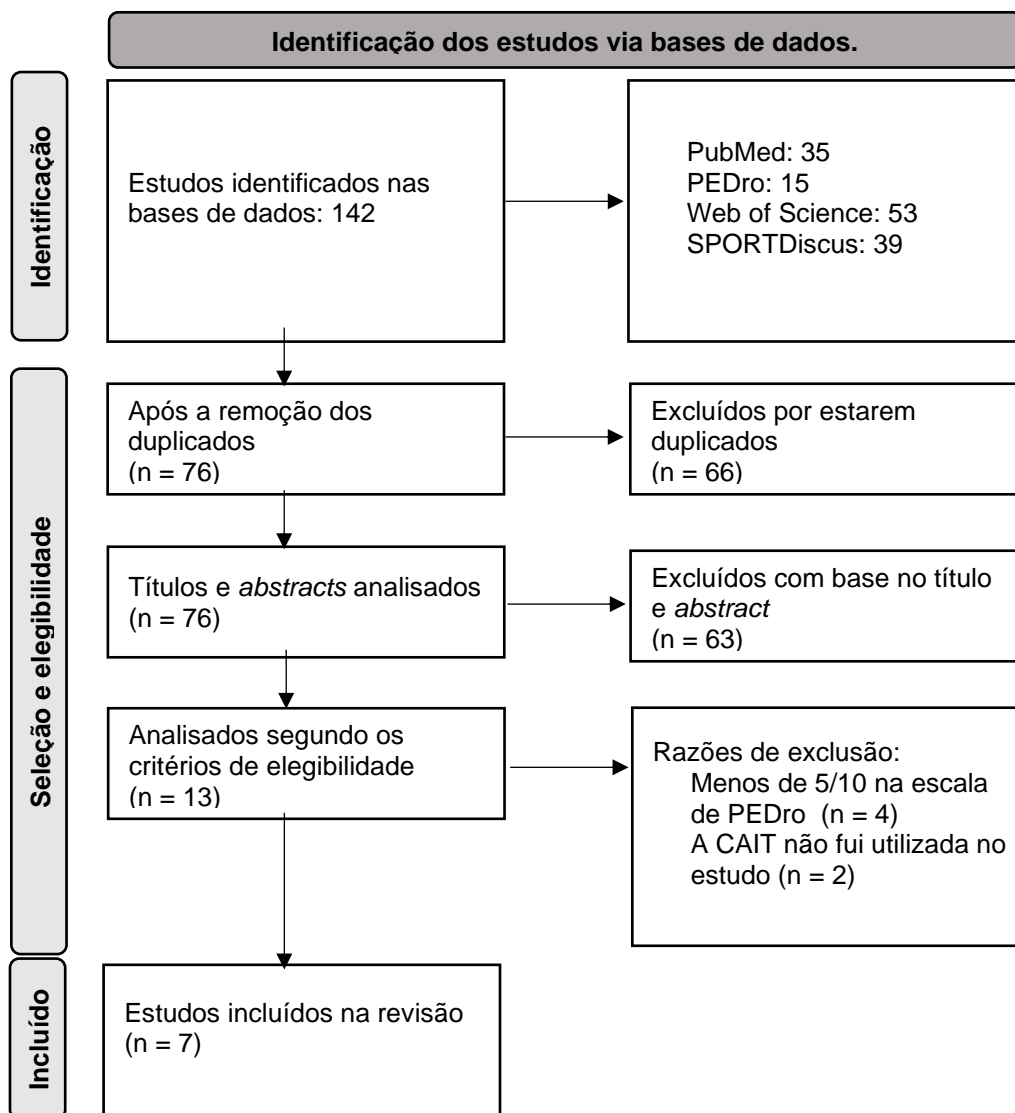 Identificação dos estudos via bases de dados.
Identificação
Estudos identificados nas
bases de dados: 142
PubMed: 35
PEDro: 15
Web of Science: 53
SPORTDiscus: 39
Seleção e elegibilidade
Após a remoção dos
duplicados
(n = 76)
Excluídos por estarem
duplicados
(n = 66)
Títulos e abstracts analisados
(n = 76)
Excluídos com base no título
e abstract
(n = 63)
Analisados segundo os
critérios de elegibilidade
(n = 13)
Razões de exclusão:
Menos de 5/10 na escala
de PEDro (n = 4)
A CAIT não fui utilizada no
estudo (n = 2)
Incluído
Estudos incluídos na revisão
(n = 7)